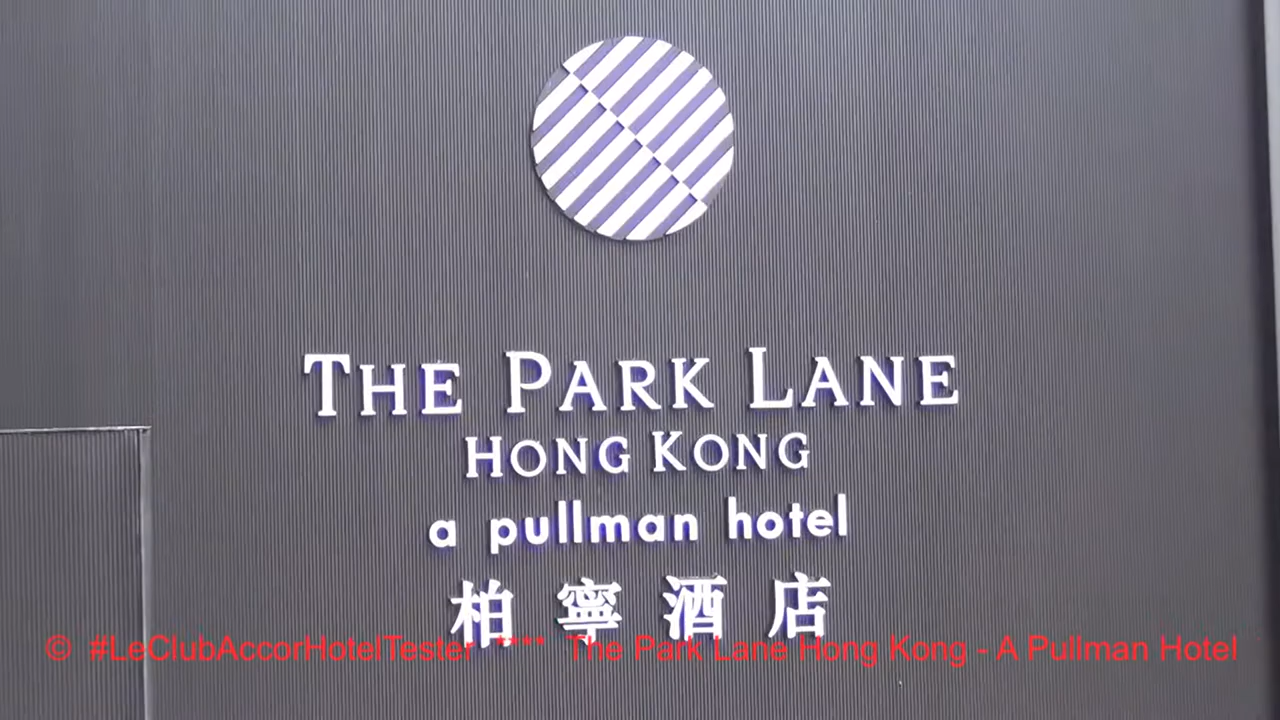 THE PARK LANE
HONG KONG
a pullman hotel
柏寧酒店
© #LeClubAccorHotelTester **** The Park Lane Hong Kong - A Pullman Hotel